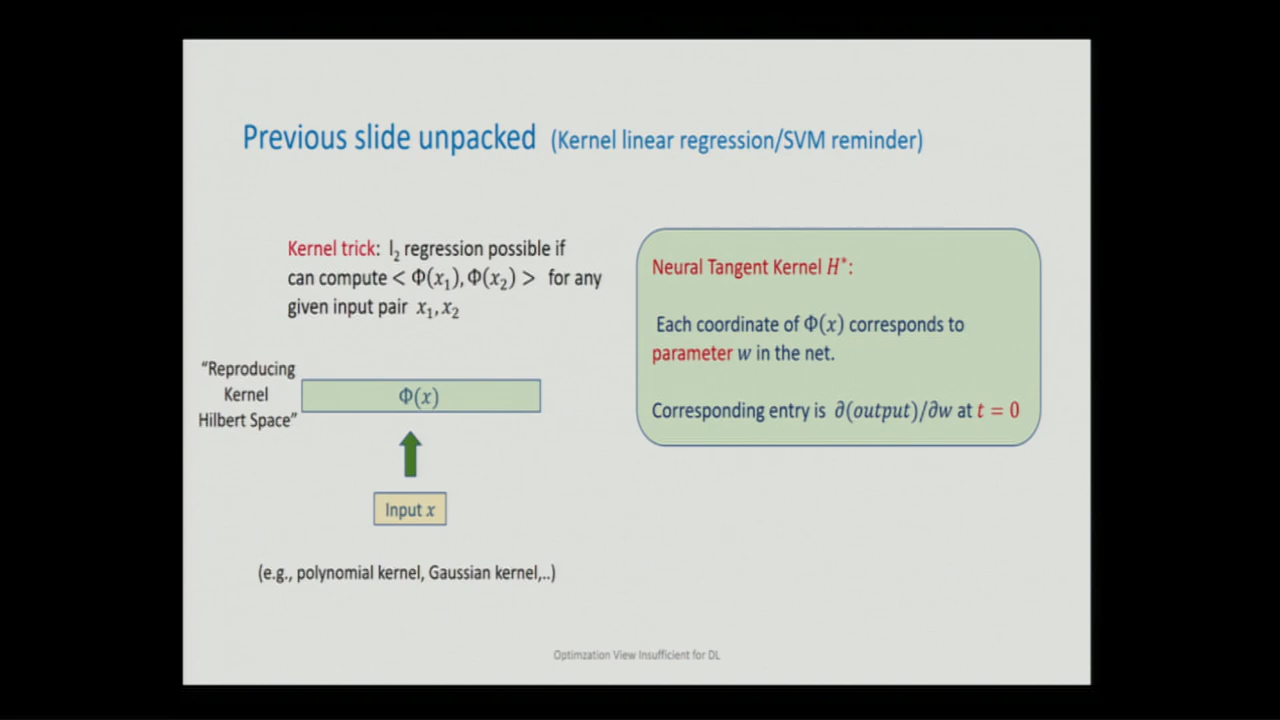 Previous slide unpacked (Kernel linear regression/SVM reminder)
Kernel trick: l₂ regression possible if
can compute < Φ(x₁), Φ(x₂) > for any
given input pair x₁, x₂
"Reproducing
Kernel
Hilbert Space"
Φ(x)
Input x
(e.g., polynomial kernel, Gaussian kernel,..)
Neural Tangent Kernel H*:
Each coordinate of Φ(x) corresponds to
parameter w in the net.
Corresponding entry is ∂(output)/∂w at t = 0
Optimzation View Insufficient for DL